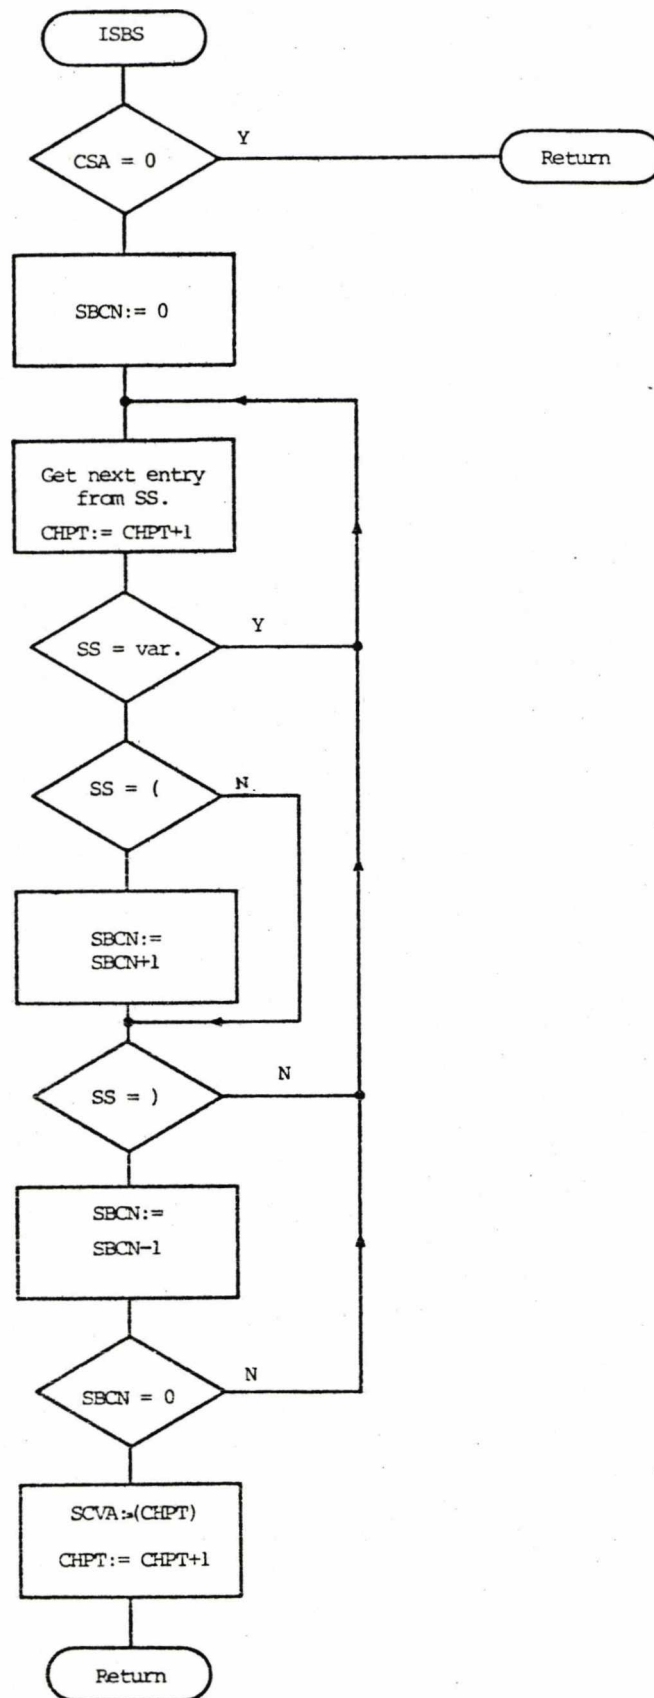 ISBS
CSA = 0
Y
Return
SBCN:= 0
Get next entry
from SS.
CHPT:= CHPT+1
SS = var.
Y
SS = (
N
SBCN:=
SBCN+1
SS = )
N
SBCN:=
SBCN-1
SBCN = 0
N
SCVA:=(CHPT)
CHPT:= CHPT+1
Return